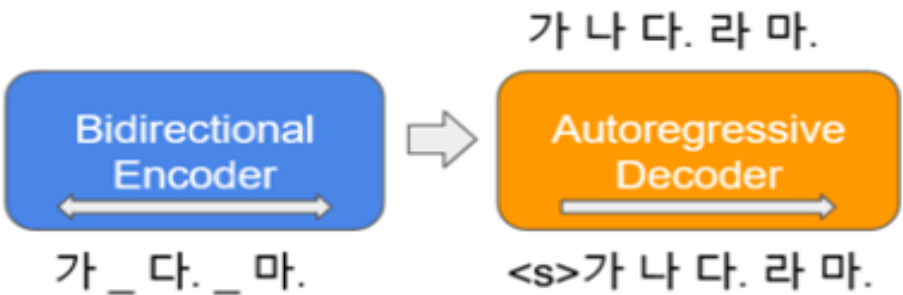 가 나 다. 라 마.
Bidirectional
Encoder
Autoregressive
Decoder
가 _ 다. _ 마.
<s>가 나 다. 라 마.